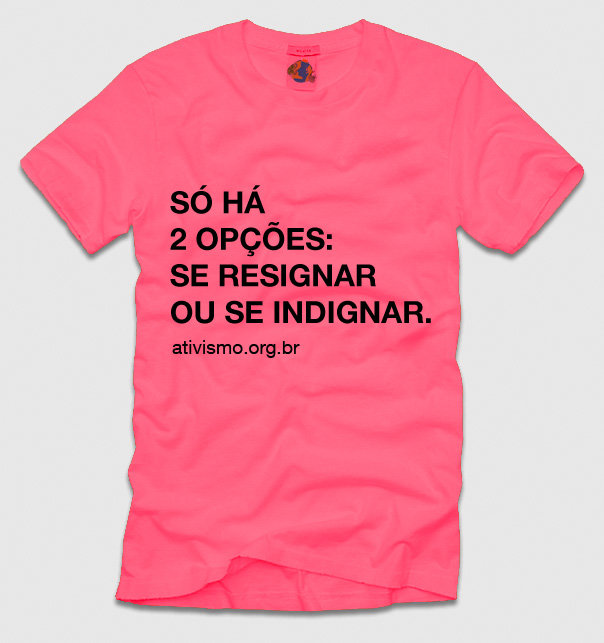 SÓ HÁ
2 OPÇÕES:
SE RESIGNAR
OU SE INDIGNAR.
ativismo.org.br